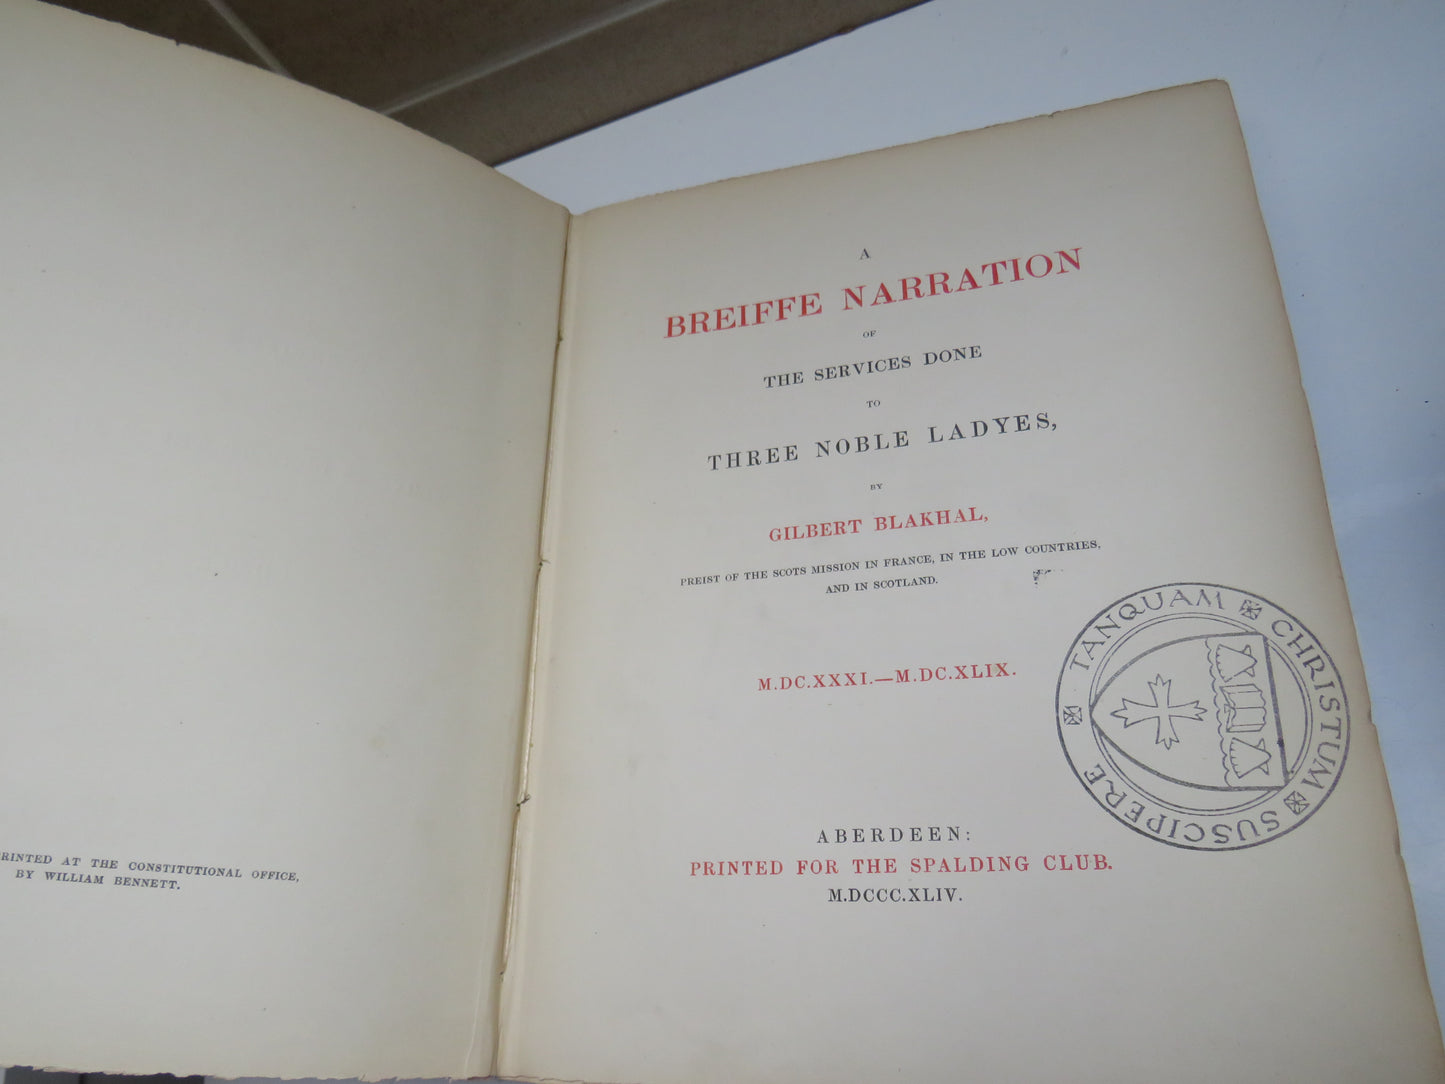 PRINTED AT THE CONSTITUTIONAL OFFICE,
BY WILLIAM BENNETT.
A
BREIFFE NARRATION
OF
THE SERVICES DONE
TO
THREE NOBLE LADYES,
BY
GILBERT BLAKHAL,
PREIST OF THE SCOTS MISSION IN FRANCE, IN THE LOW COUNTRIES,
AND IN SCOTLAND.
M.DC.XXXI.—M.DC.XLIX.
ABERDEEN:
PRINTED FOR THE SPALDING CLUB.
M.DCCC.XLIV.
TANQUAM CHRISTUM SUSCIPERE